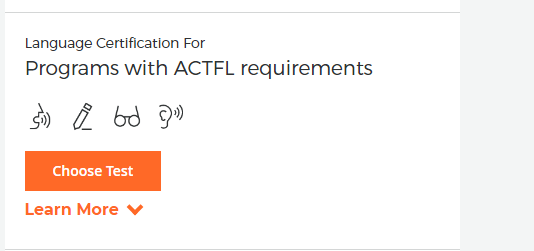 Language Certification For
Programs with ACTFL requirements
Choose Test
Learn More